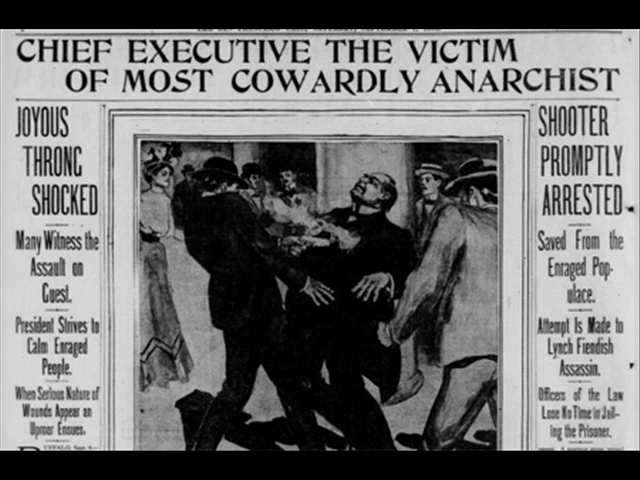 CHIEF EXECUTIVE THE VICTIM
OF MOST COWARDLY ANARCHIST
JOYOUS
THRONG
SHOCKED
Many Witness the
Assault on
Guest.
President Strives to
Calm Enraged
People.
When Serious Nature of
Wounds Appear an
Uproar Ensues.
SHOOTER
PROMPTLY
ARRESTED
Saved From the
Enraged Pop-
ulace.
Attempt Is Made to
Lynch Fiendish
Assassin.
Officers of the Law
Lose No Time in Jail-
ing the Prisoner.